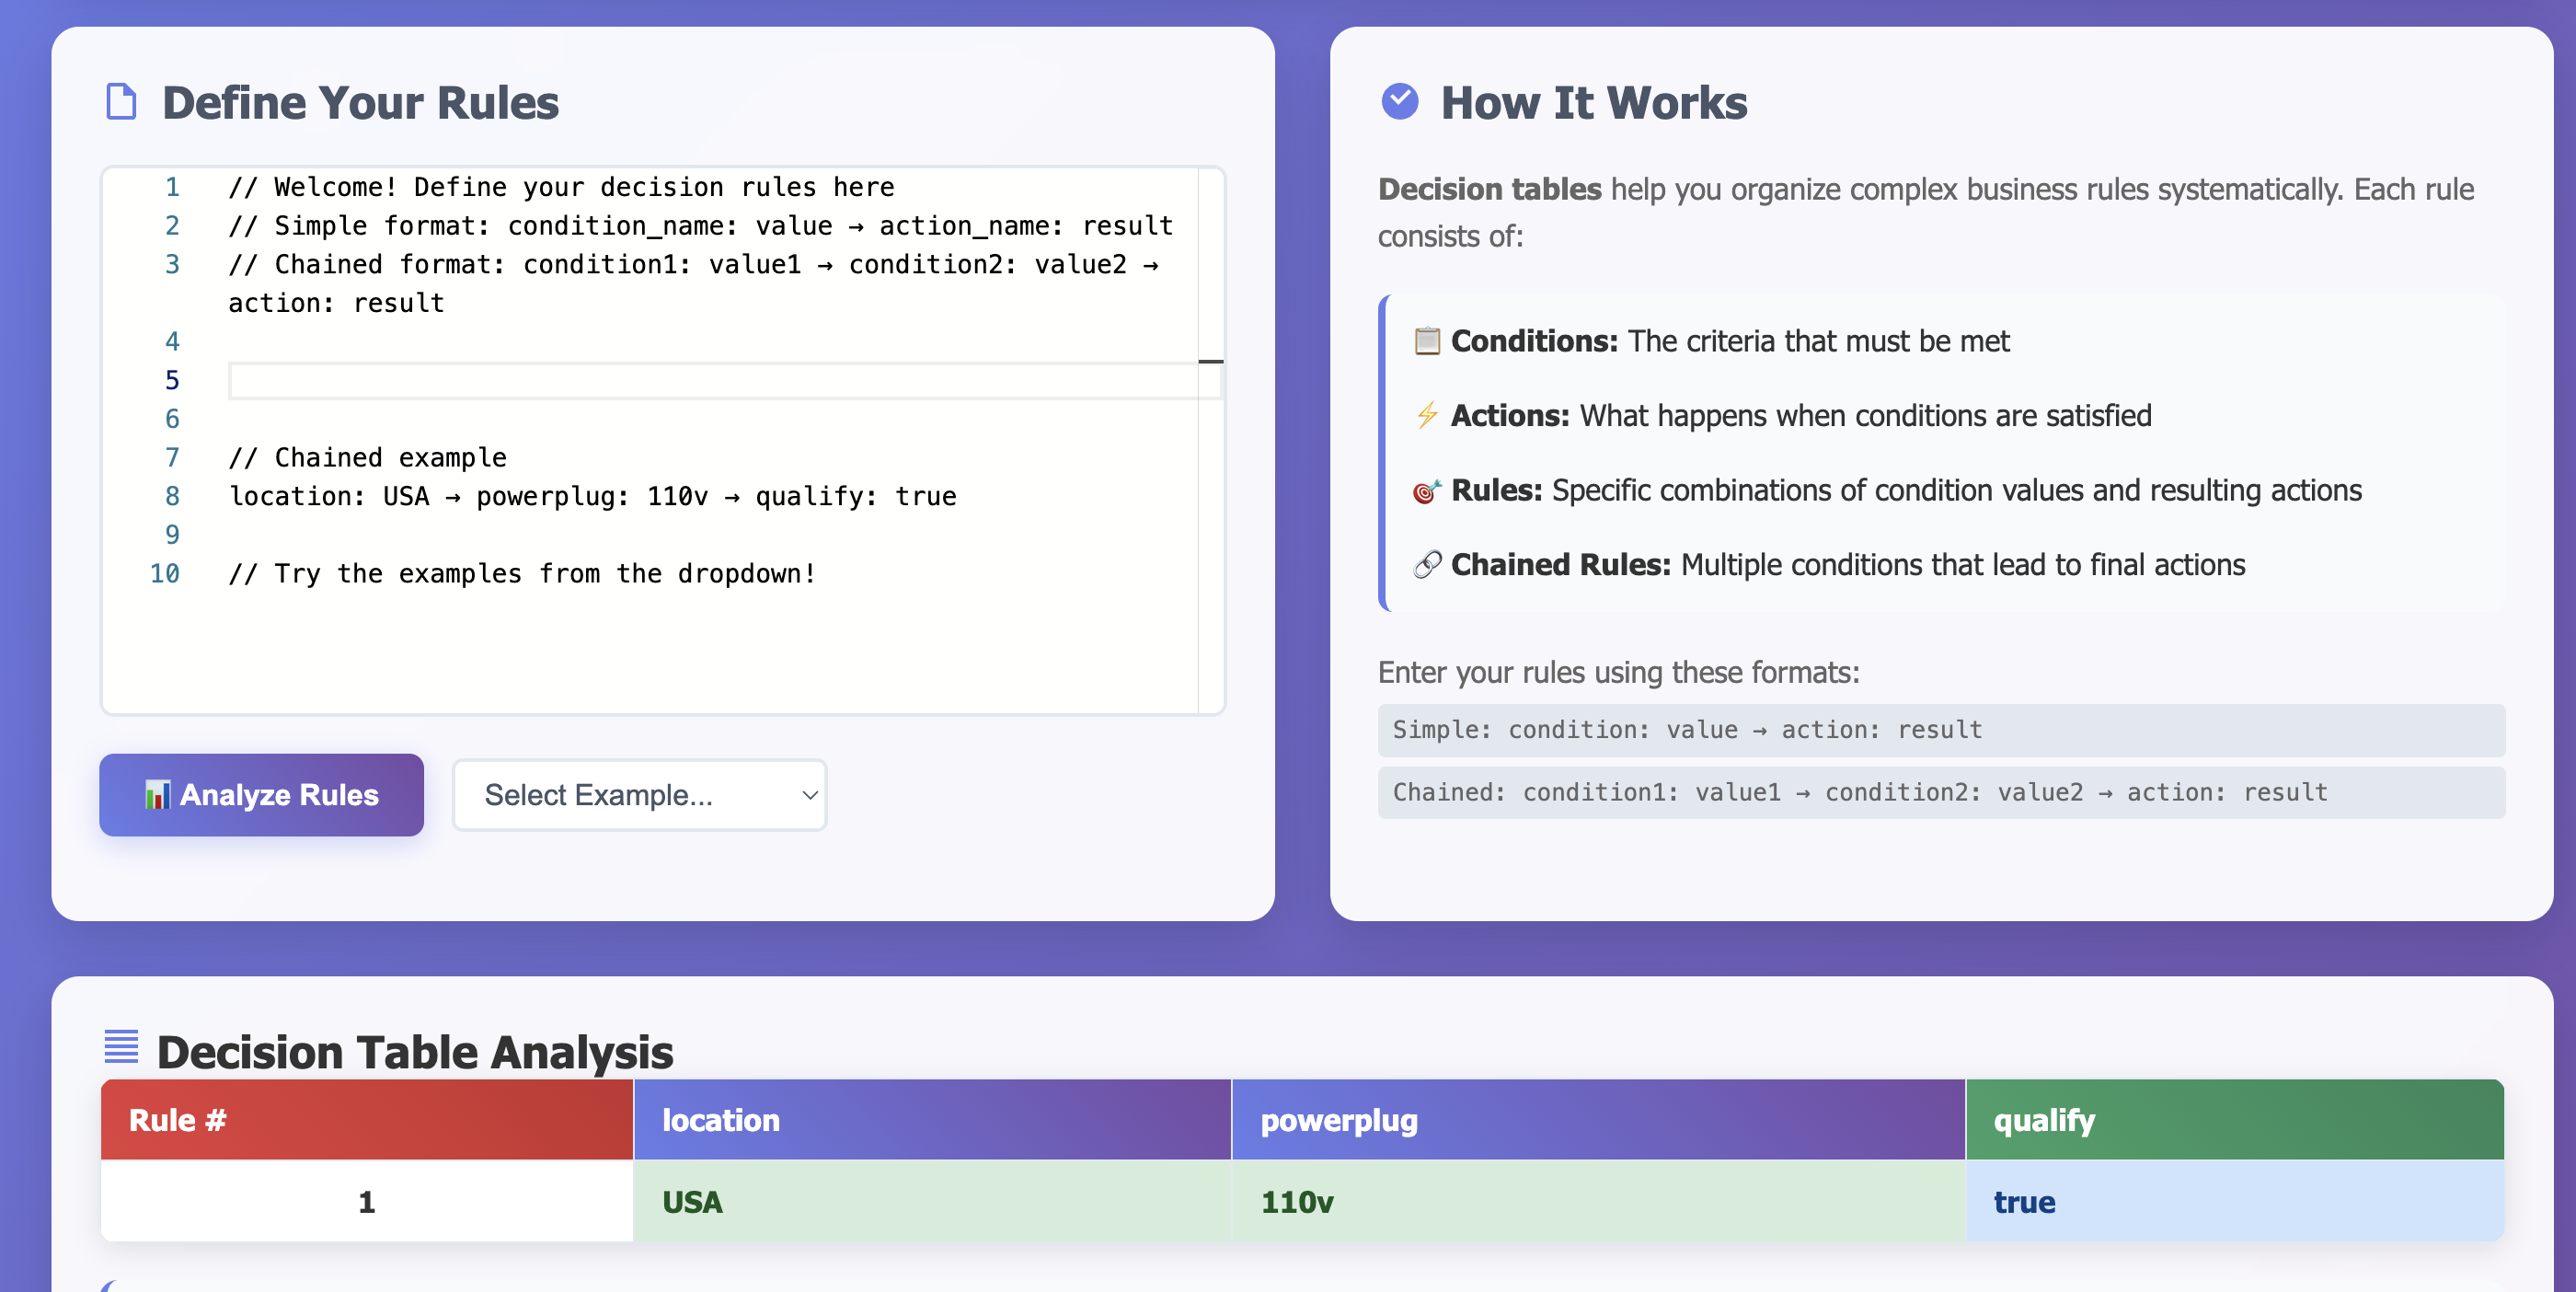 Define Your Rules
1 // Welcome! Define your decision rules here
2 // Simple format: condition_name: value → action_name: result
3 // Chained format: condition1: value1 → condition2: value2 →
action: result
4
5
6
7 // Chained example
8 location: USA → powerplug: 110v → qualify: true
9
10 // Try the examples from the dropdown!
Analyze Rules
Select Example...
How It Works
Decision tables help you organize complex business rules systematically. Each rule
consists of:
Conditions: The criteria that must be met
Actions: What happens when conditions are satisfied
Rules: Specific combinations of condition values and resulting actions
Chained Rules: Multiple conditions that lead to final actions
Enter your rules using these formats:
Simple: condition: value → action: result
Chained: condition1: value1 → condition2: value2 → action: result
Decision Table Analysis
Rule # location powerplug qualify
1 USA 110v true